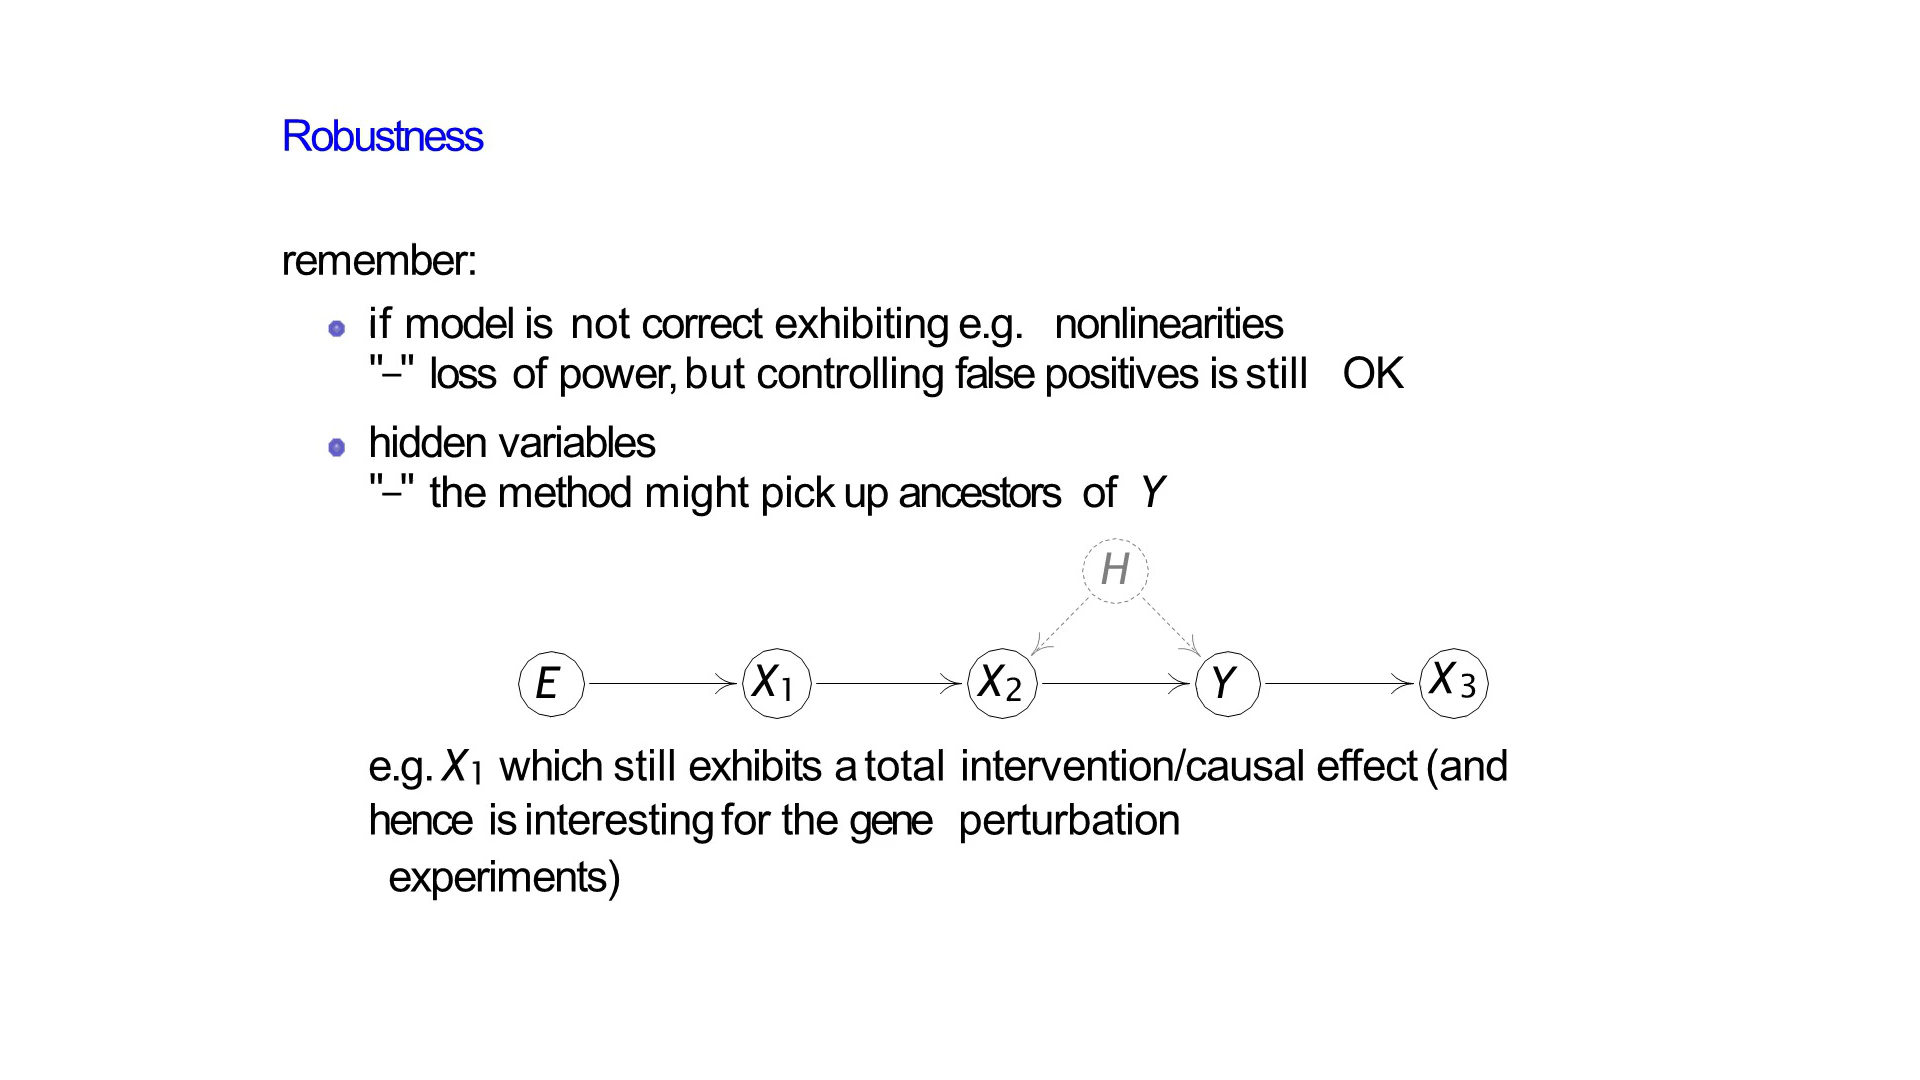 Robustness
remember:
if model is not correct exhibiting e.g. nonlinearities
"–" loss of power, but controlling false positives is still OK
hidden variables
"–" the method might pick up ancestors of Y
H
E X1 X2 Y X3
e.g. X1 which still exhibits a total intervention/causal effect (and
hence is interesting for the gene perturbation
experiments)